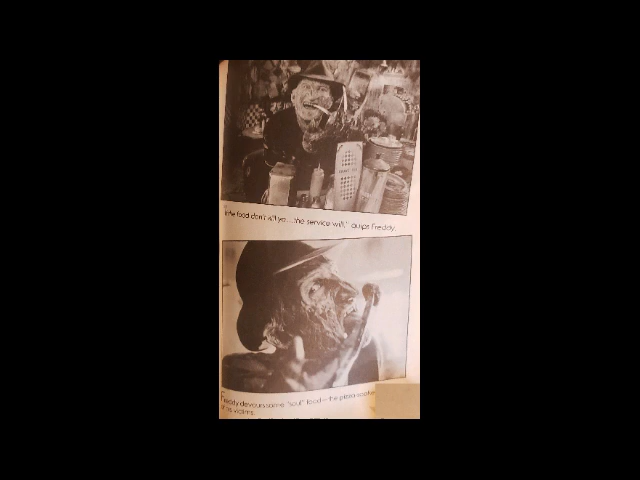 "If the food don't kill ya....the service will," quips Freddy.
Freddy devours some "soul" food—the pizza
his victims.